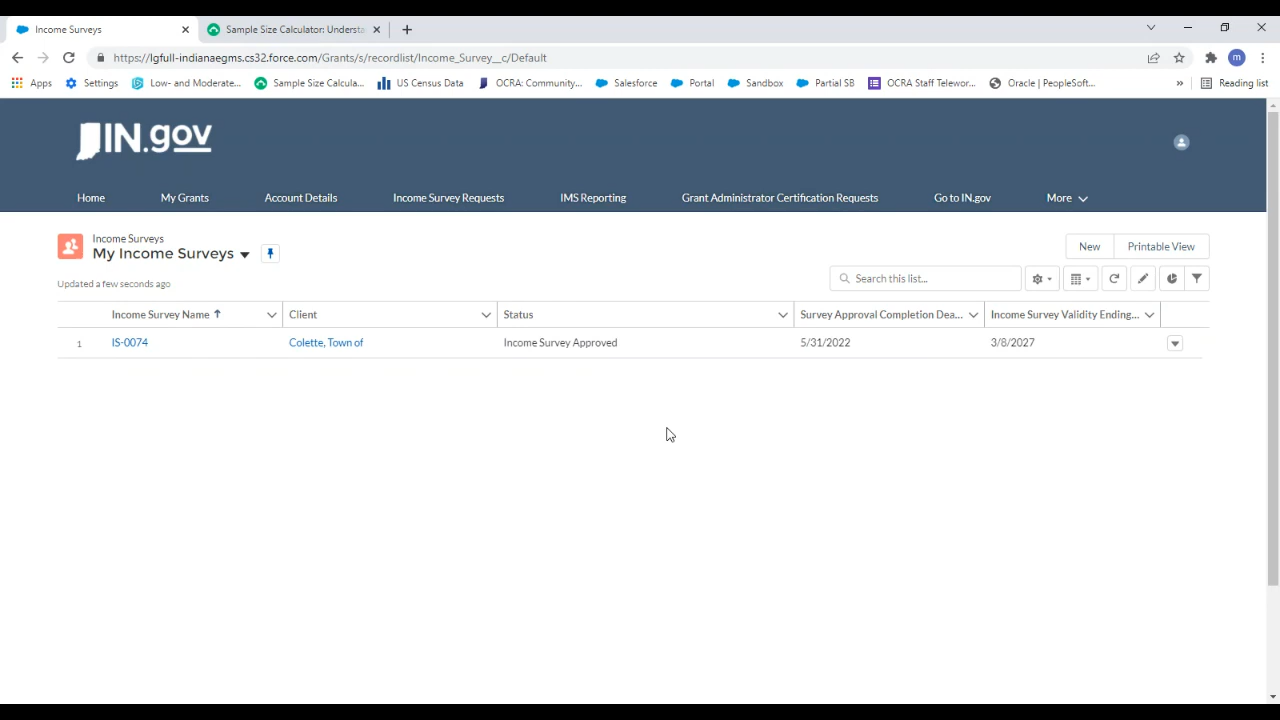 Income Surveys
Sample Size Calculator: Understa
https://lgfull-indianaegms.cs32.force.com/Grants/s/recordlist/Income_Survey__c/Default
m
Apps Settings Low- and Moderate... Sample Size Calcula... US Census Data OCRA: Community... Salesforce Portal Sandbox Partial SB OCRA Staff Telewor... Oracle | PeopleSoft... » Reading list
IN.gov
Home My Grants Account Details Income Survey Requests IMS Reporting Grant Administrator Certification Requests Go to IN.gov More
Income Surveys
My Income Surveys
New Printable View
Updated a few seconds ago
Search this list...
Income Survey Name Client Status Survey Approval Completion Dea... Income Survey Validity Ending...
1 IS-0074 Colette, Town of Income Survey Approved 5/31/2022 3/8/2027